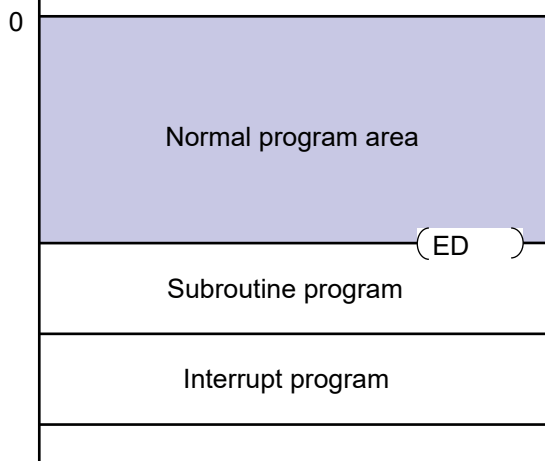 0
Normal program area
( ED )
Subroutine program
Interrupt program